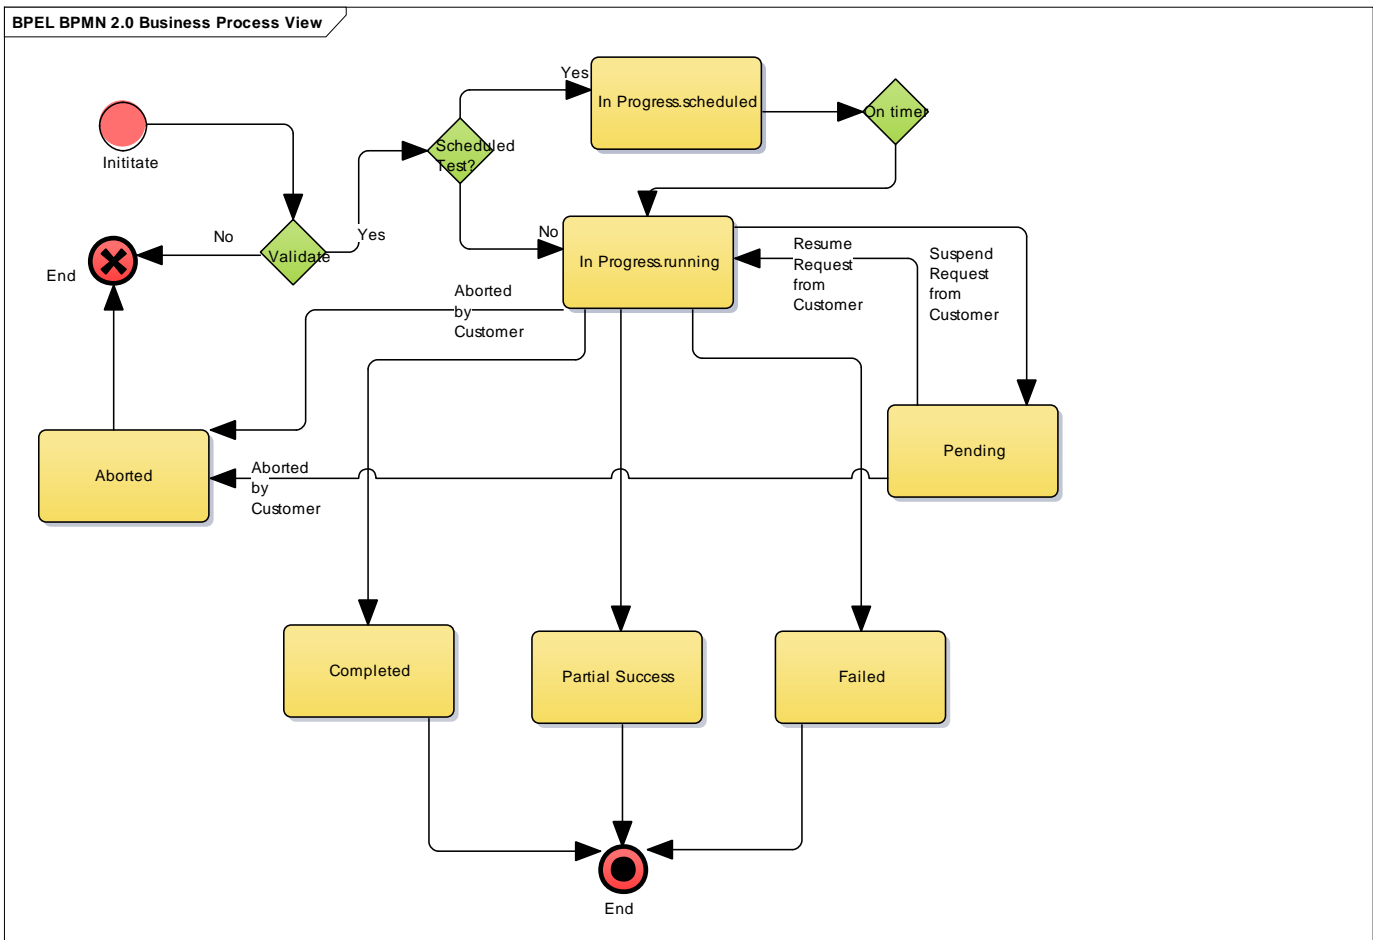 BPEL BPMN 2.0 Business Process View
Yes
In Progress.scheduled
On timer
Scheduled
Test?
Inititate
No
Yes
Validate
No
In Progress.running
Resume
Request
from
Customer
Suspend
Request
from
Customer
End
Aborted
by
Customer
Pending
Aborted
Aborted
by
Customer
Completed
Partial Success
Failed
End